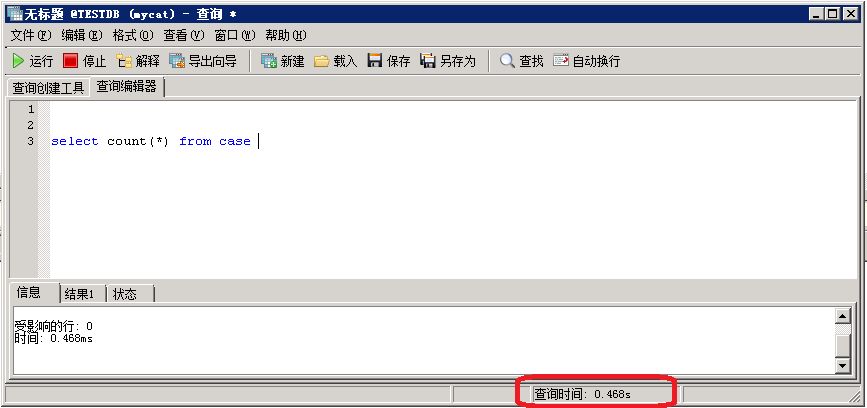 无标题 @TESTDB (mycat) - 查询 *
文件(F) 编辑(E) 格式(O) 查看(V) 窗口(W) 帮助(H)
运行 停止 解释 导出向导 新建 载入 保存 另存为 查找 自动换行
查询创建工具 查询编辑器
1
2
3 select count(*) from case
信息 结果1 状态
受影响的行: 0
时间: 0.468ms
查询时间: 0.468s